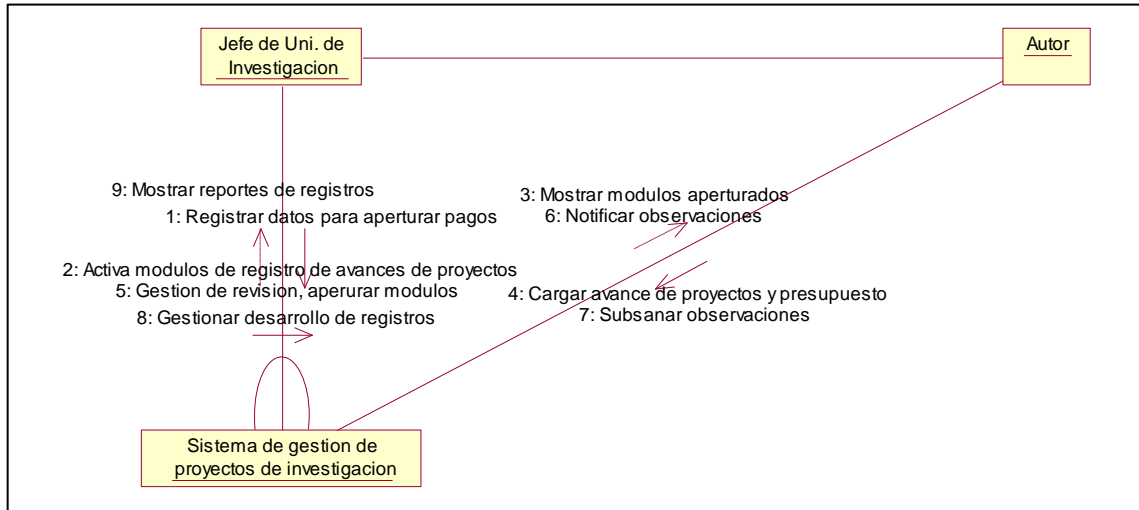 Jefe de Uni. de
Investigacion
Autor
9: Mostrar reportes de registros
1: Registrar datos para aperturar pagos
3: Mostrar modulos aperturados
6: Notificar observaciones
2: Activa modulos de registro de avances de proyectos
5: Gestion de revision, aperurar modulos
8: Gestionar desarrollo de registros
4: Cargar avance de proyectos y presupuesto
7: Subsanar observaciones
Sistema de gestion de
proyectos de investigacion